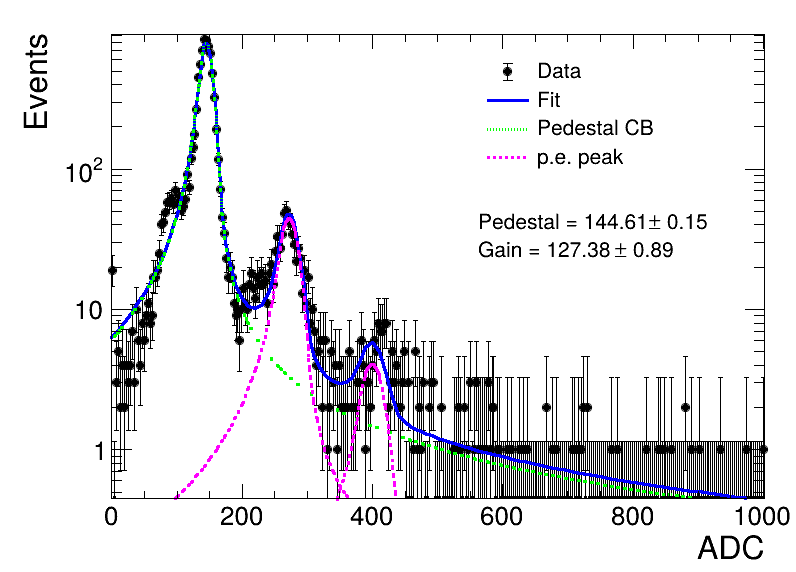 Events
Data
Fit
Pedestal CB
p.e. peak
Pedestal = 144.61± 0.15
Gain = 127.38± 0.89
10²
10
1
0 200 400 600 800 1000
ADC